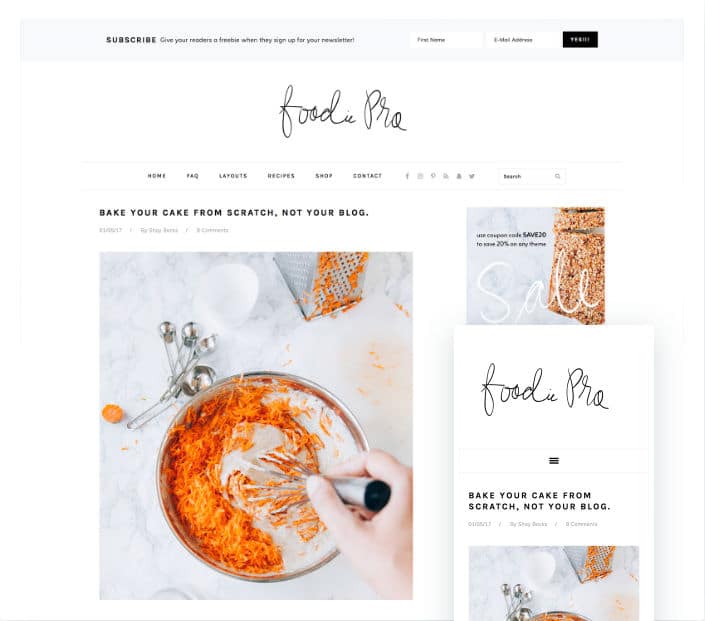 SUBSCRIBE Give your readers a freebie when they sign up for your newsletter! First Name E-Mail Address YES!!!
foodie Pro
HOME FAQ LAYOUTS RECIPES SHOP CONTACT Search
BAKE YOUR CAKE FROM SCRATCH, NOT YOUR BLOG.
01/05/17 / By Shay Bocks / 0 Comments
use coupon code SAVE20
to save 20% on any theme
Sale
foodie Pro
BAKE YOUR CAKE FROM
SCRATCH, NOT YOUR BLOG.
01/05/17 / By Shay Bocks / 0 Comments